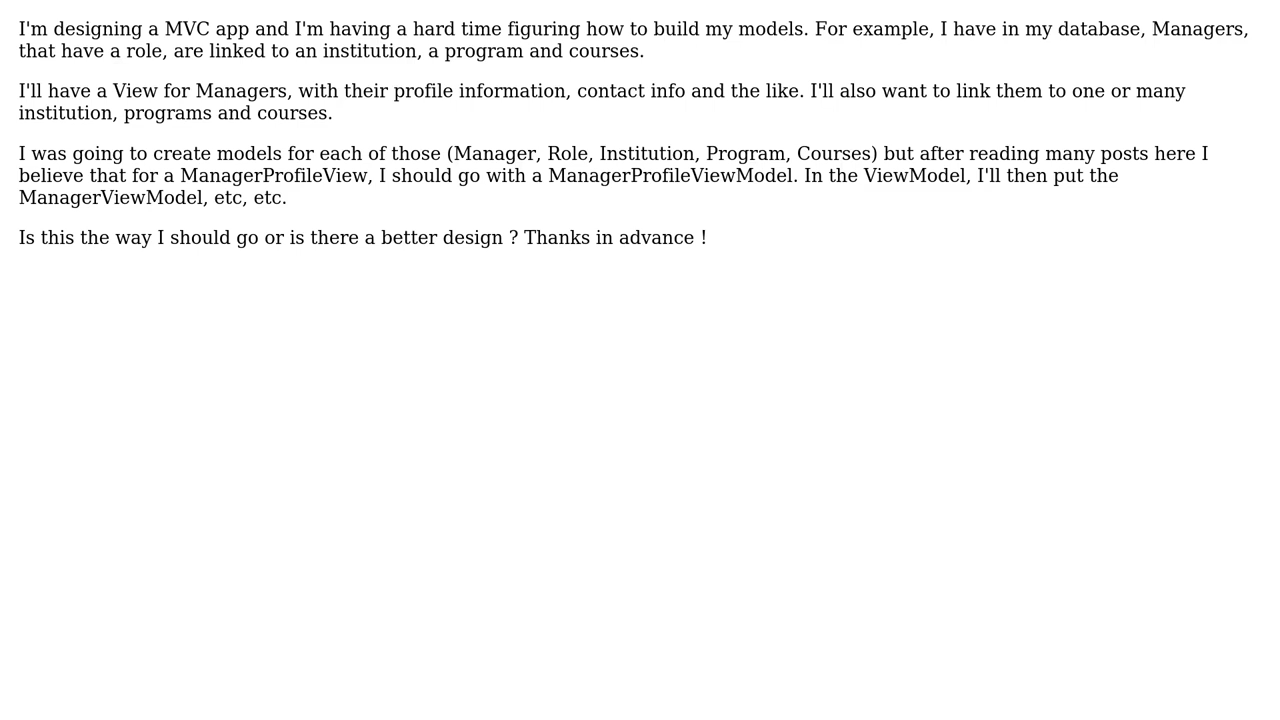 I'm designing a MVC app and I'm having a hard time figuring how to build my models. For example, I have in my database, Managers,
that have a role, are linked to an institution, a program and courses.
I'll have a View for Managers, with their profile information, contact info and the like. I'll also want to link them to one or many
institution, programs and courses.
I was going to create models for each of those (Manager, Role, Institution, Program, Courses) but after reading many posts here I
believe that for a ManagerProfileView, I should go with a ManagerProfileViewModel. In the ViewModel, I'll then put the
ManagerViewModel, etc, etc.
Is this the way I should go or is there a better design ? Thanks in advance !